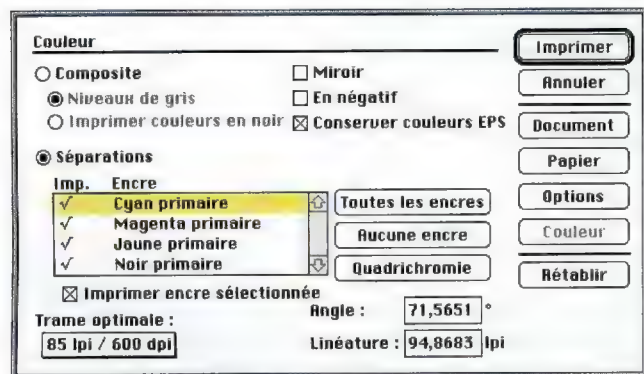 Couleur
Imprimer
Composite
Miroir
Annuler
Niveaux de gris
En négatif
Imprimer couleurs en noir
Conserver couleurs EPS
Document
Séparations
Papier
Imp. Encre
Options
√ Cyan primaire
Toutes les encres
√ Magenta primaire
Aucune encre
Couleur
√ Jaune primaire
√ Noir primaire
Quadrichromie
Rétablir
Imprimer encre sélectionnée
Trame optimale :
Angle : 71,5651 °
85 lpi / 600 dpi
Linéature : 94,8683 lpi